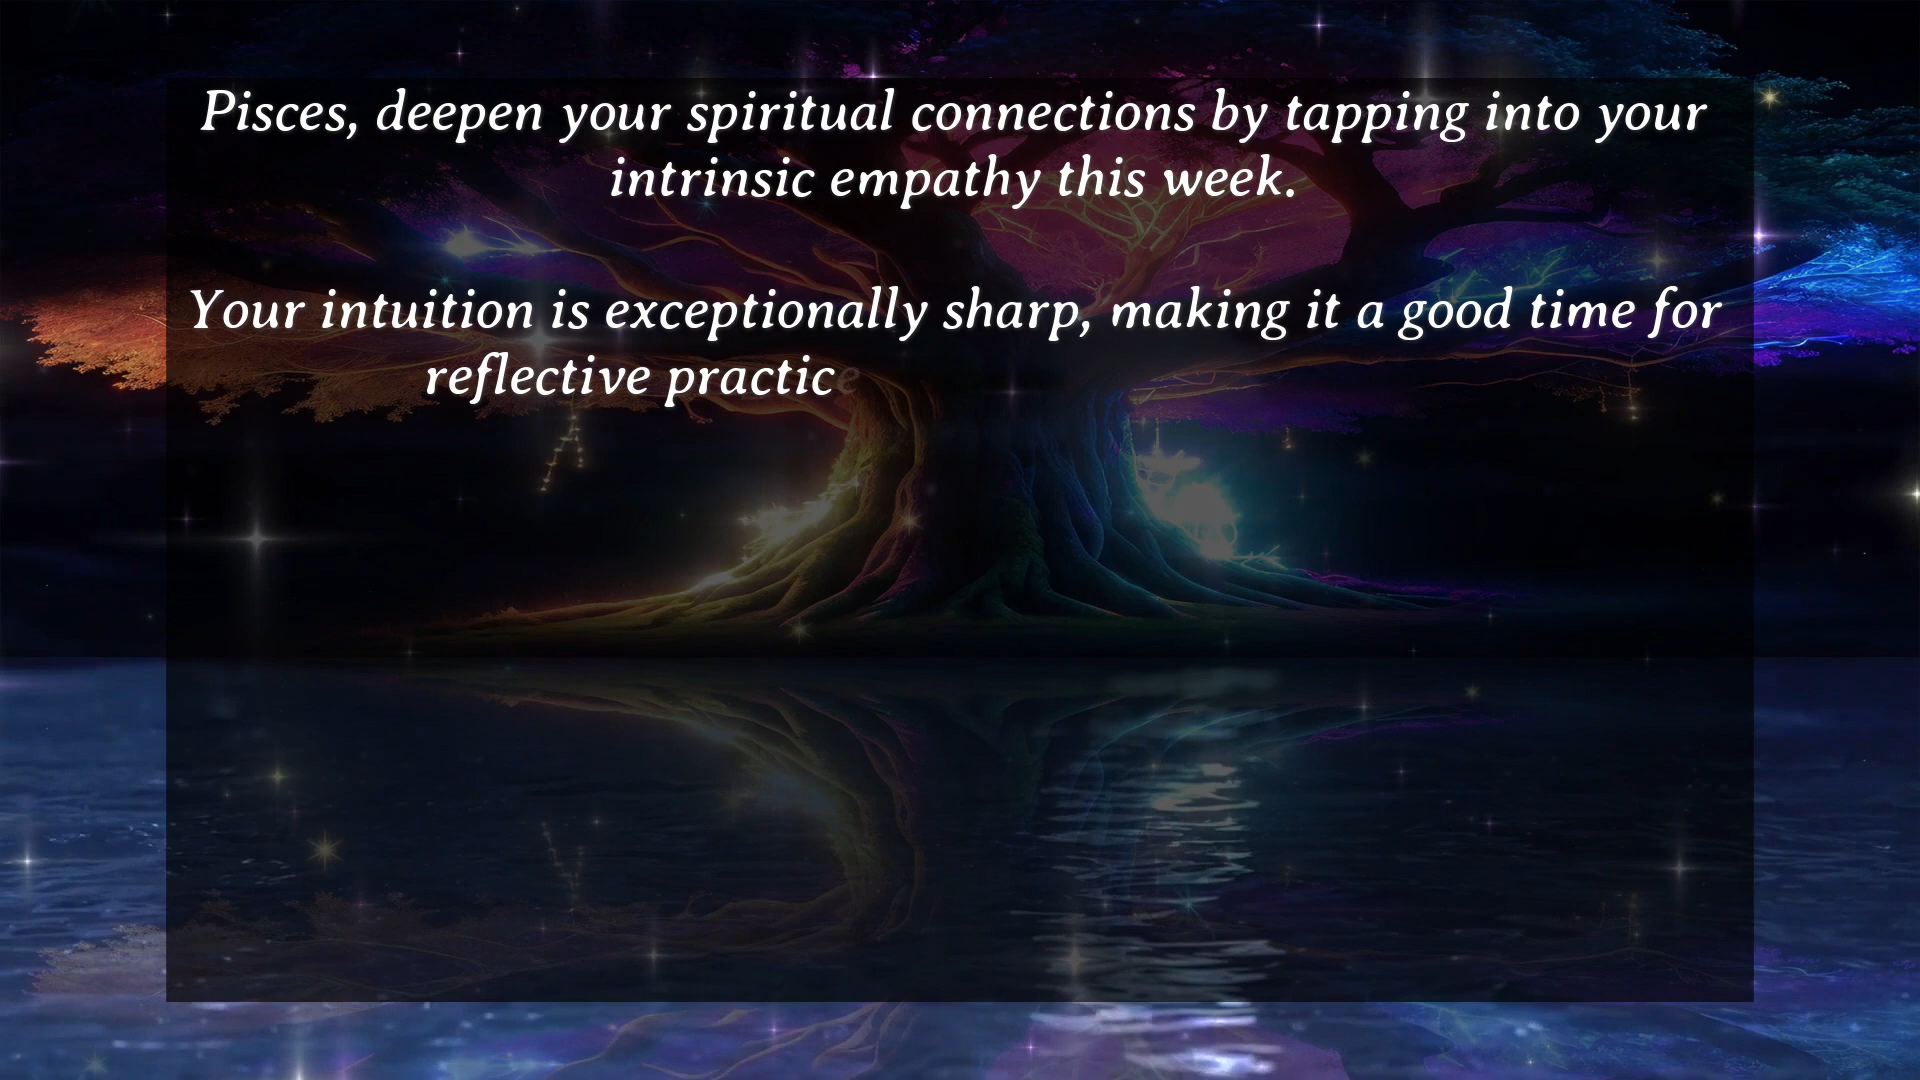 Pisces, deepen your spiritual connections by tapping into your
intrinsic empathy this week.
Your intuition is exceptionally sharp, making it a good time for
reflective practice